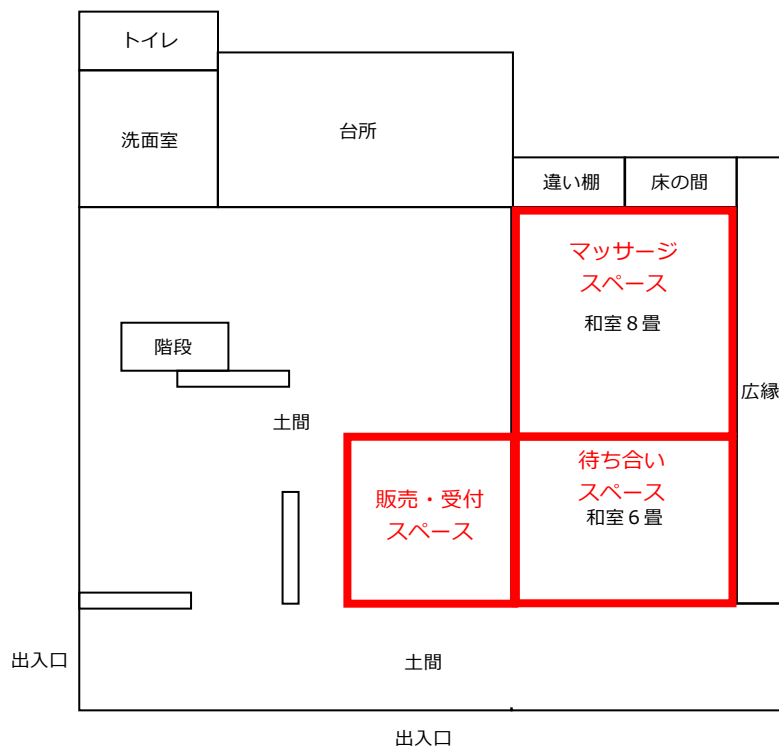 トイレ
洗面室
台所
違い棚
床の間
マッサージ
スペース
和室８畳
階段
広縁
土間
待ち合い
スペース
和室６畳
販売・受付
スペース
出入口
土間
出入口